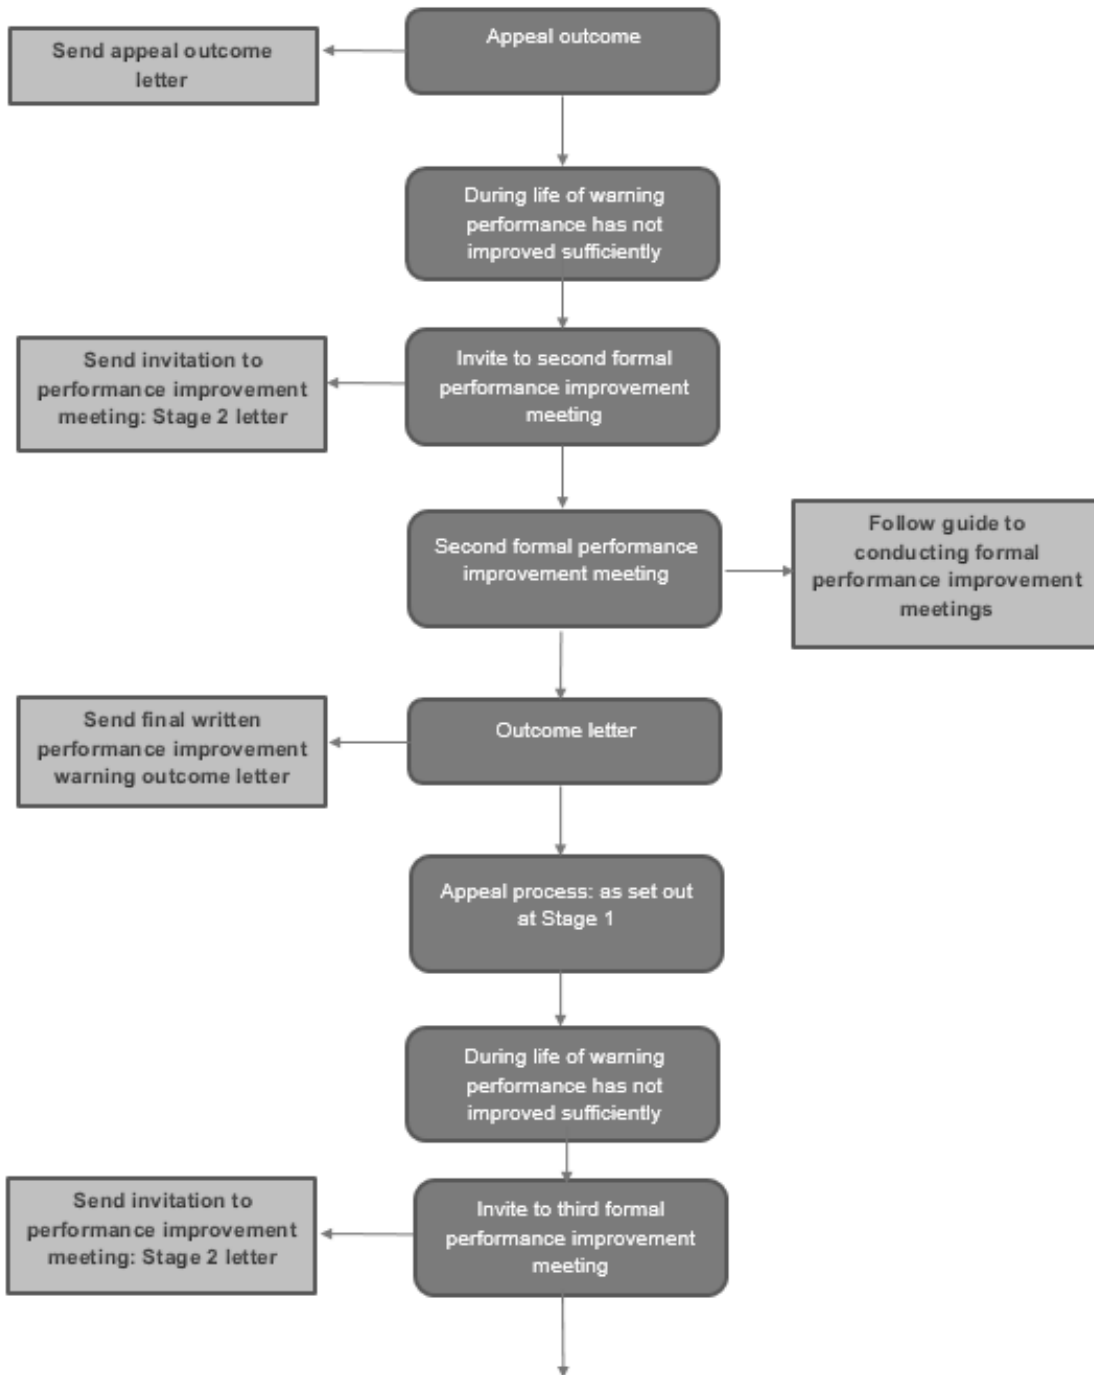 Appeal outcome
Send appeal outcome
letter
During life of warning
performance has not
improved sufficiently
Invite to second formal
performance improvement
meeting
Send invitation to
performance improvement
meeting: Stage 2 letter
Second formal performance
improvement meeting
Follow guide to
conducting formal
performance improvement
meetings
Outcome letter
Send final written
performance improvement
warning outcome letter
Appeal process: as set out
at Stage 1
During life of warning
performance has not
improved sufficiently
Invite to third formal
performance improvement
meeting
Send invitation to
performance improvement
meeting: Stage 2 letter